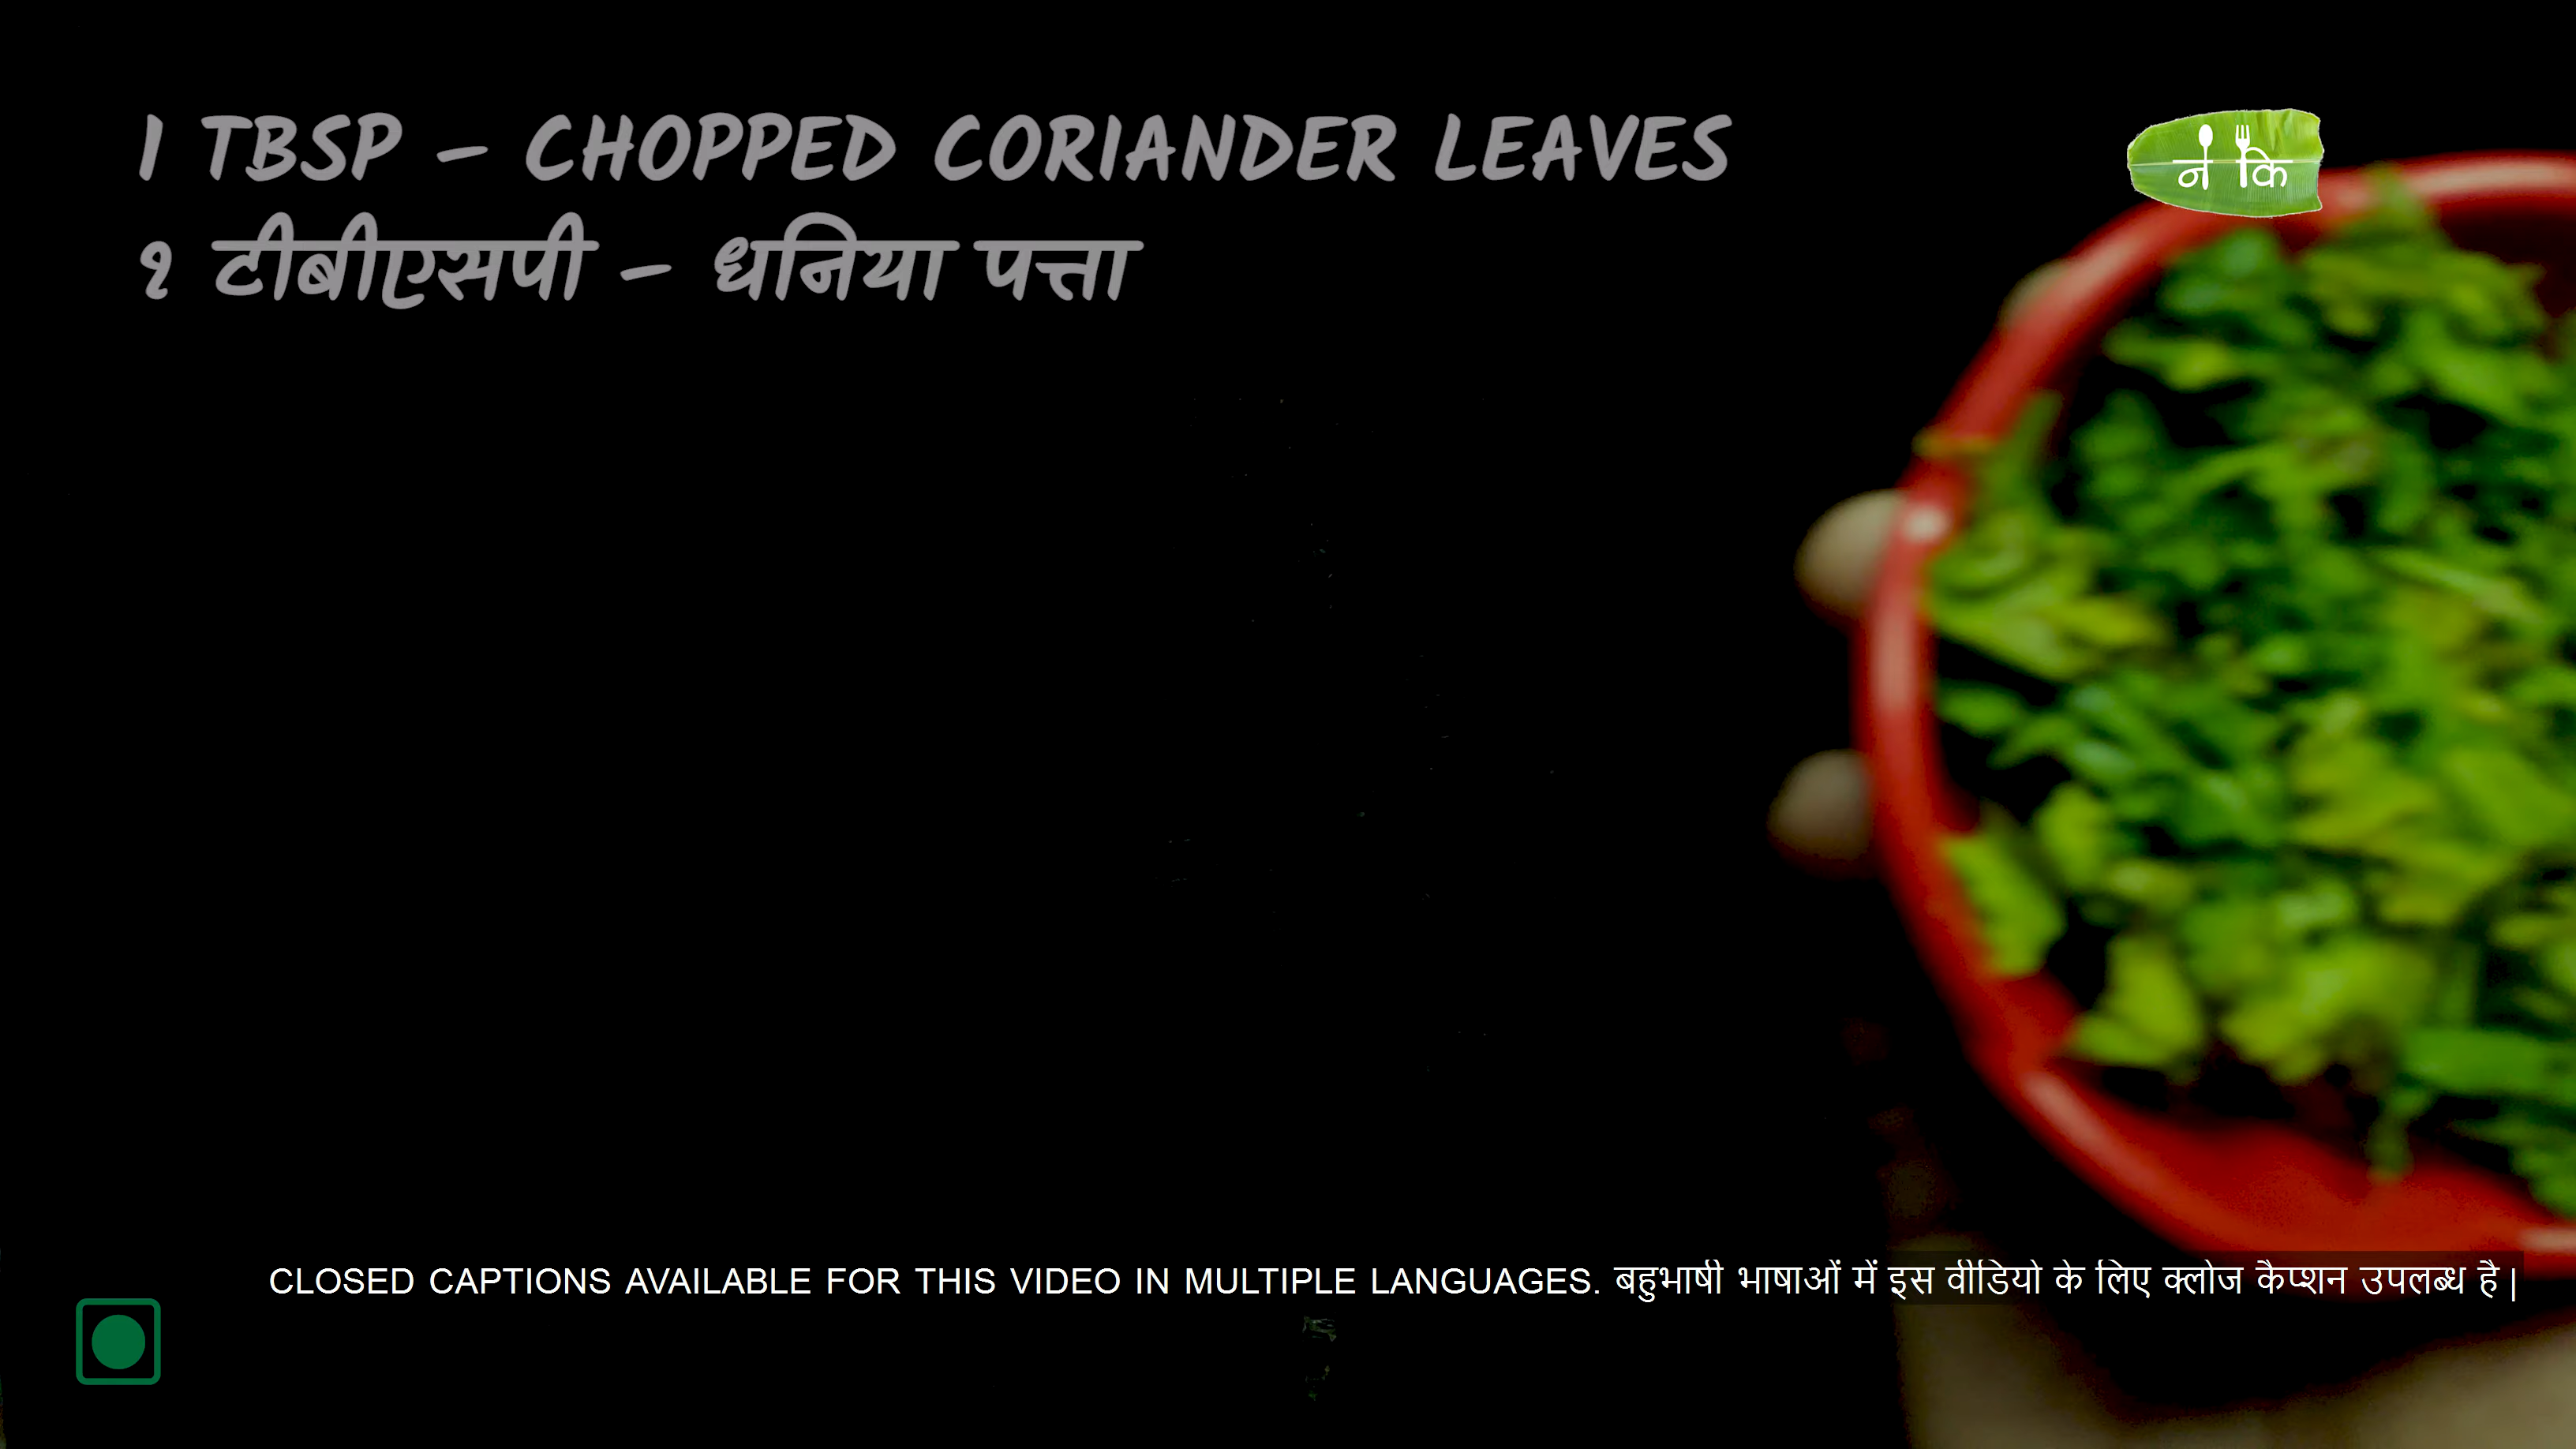 1 TBSP - CHOPPED CORIANDER LEAVES
१ टीबीएसपी - धनिया पत्ता
न कि
CLOSED CAPTIONS AVAILABLE FOR THIS VIDEO IN MULTIPLE LANGUAGES. बहुभाषी भाषाओं में इस वीडियो के लिए क्लोज कैप्शन उपलब्ध है |